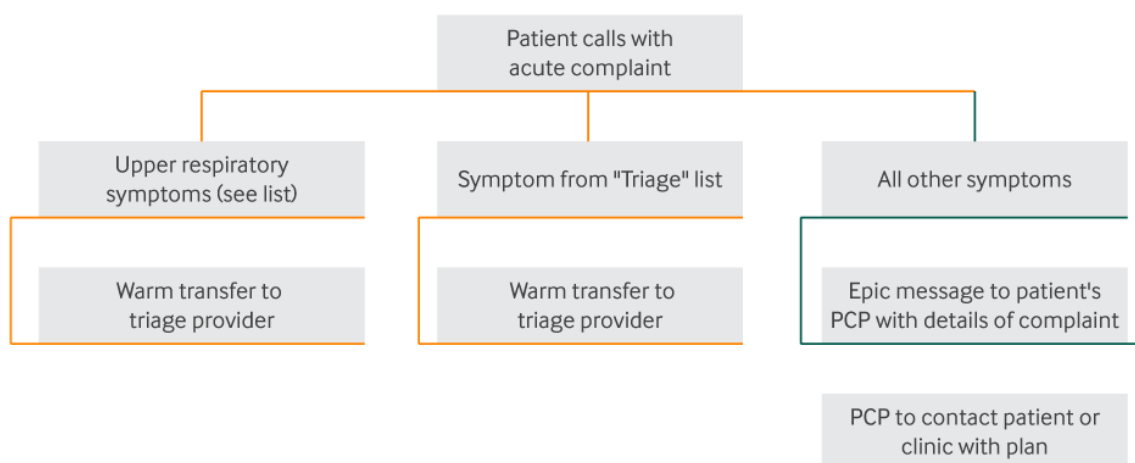 Patient calls with
acute complaint
Upper respiratory
symptoms (see list)
Symptom from "Triage" list
All other symptoms
Warm transfer to
triage provider
Warm transfer to
triage provider
Epic message to patient's
PCP with details of complaint
PCP to contact patient or
clinic with plan